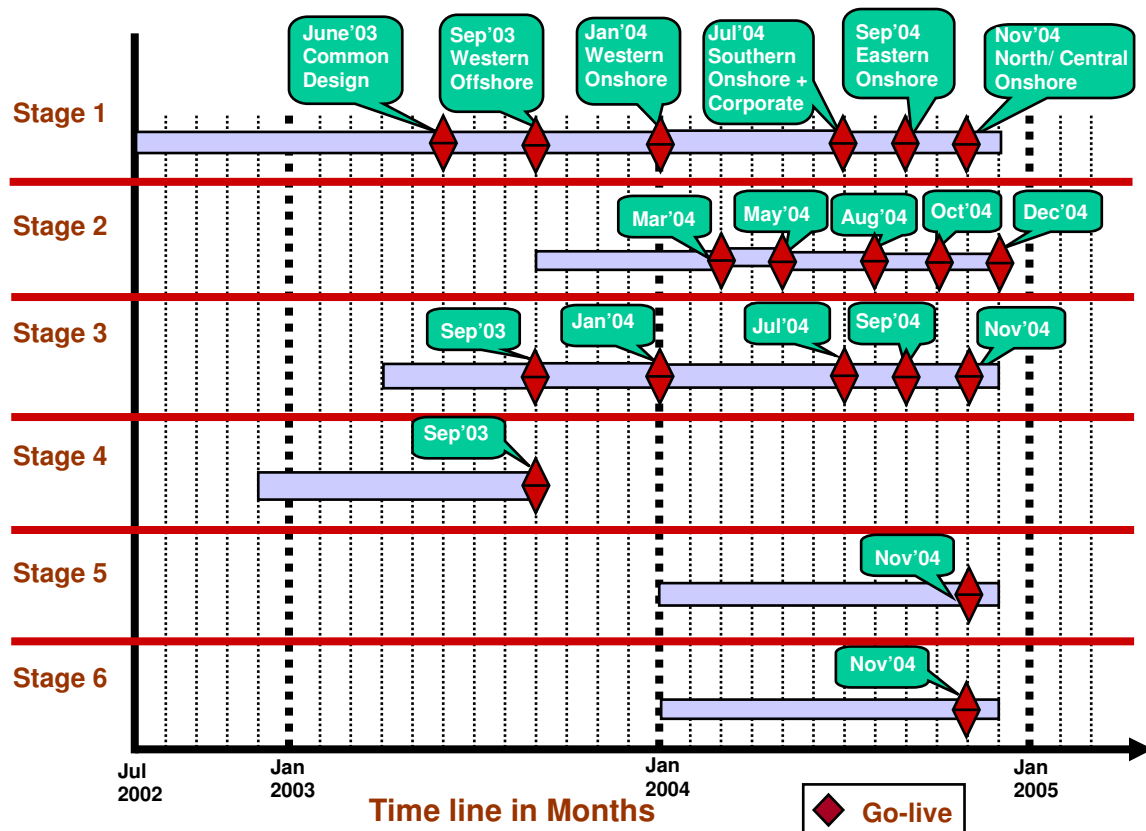 June’03
Common
Design
Sep’03
Western
Offshore
Jan’04
Western
Onshore
Jul’04
Southern
Onshore +
Corporate
Sep’04
Eastern
Onshore
Nov’04
North/ Central
Onshore
Stage 1
Stage 2
Mar’04
May’04
Aug’04
Oct’04
Dec’04
Stage 3
Sep’03
Jan’04
Jul’04
Sep’04
Nov’04
Stage 4
Sep’03
Stage 5
Nov’04
Stage 6
Nov’04
Jul
2002
Jan
2003
Jan
2004
Jan
2005
Time line in Months
Go-live